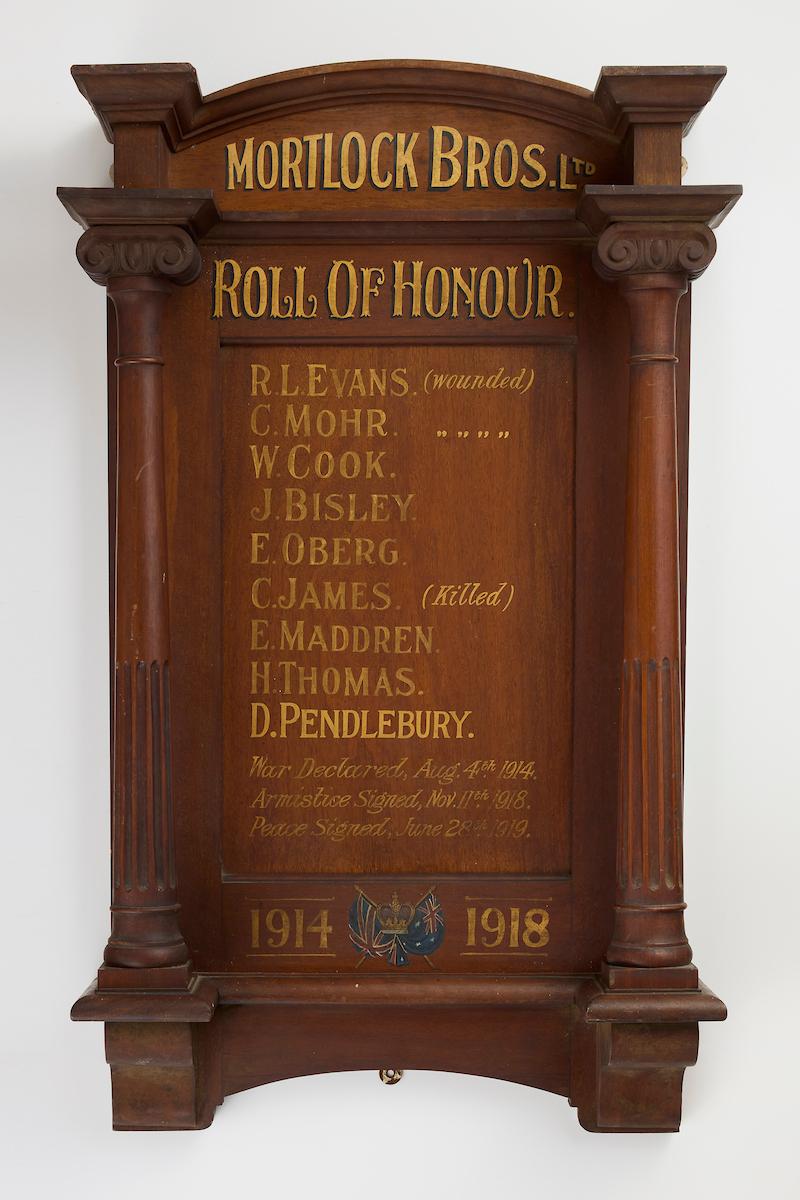 MORTLOCK BROS. LTD
ROLL OF HONOUR.
R.L.EVANS. (wounded)
C.MOHR. „ „ „ „
W.COOK.
J.BISLEY.
E.OBERG.
C.JAMES. (Killed)
E.MADDREN.
H.THOMAS.
D.PENDLEBURY.
War Declared, Aug. 4th 1914.
Armistise Signed, Nov. 11th 1918.
Peace Signed, June 28th 1919.
1914 1918